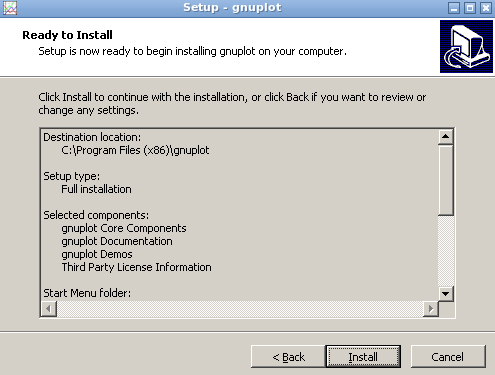 Setup - gnuplot
Ready to Install
Setup is now ready to begin installing gnuplot on your computer.
Click Install to continue with the installation, or click Back if you want to review or
change any settings.
Destination location:
C:\Program Files (x86)\gnuplot
Setup type:
Full installation
Selected components:
gnuplot Core Components
gnuplot Documentation
gnuplot Demos
Third Party License Information
Start Menu folder:
< Back
Install
Cancel